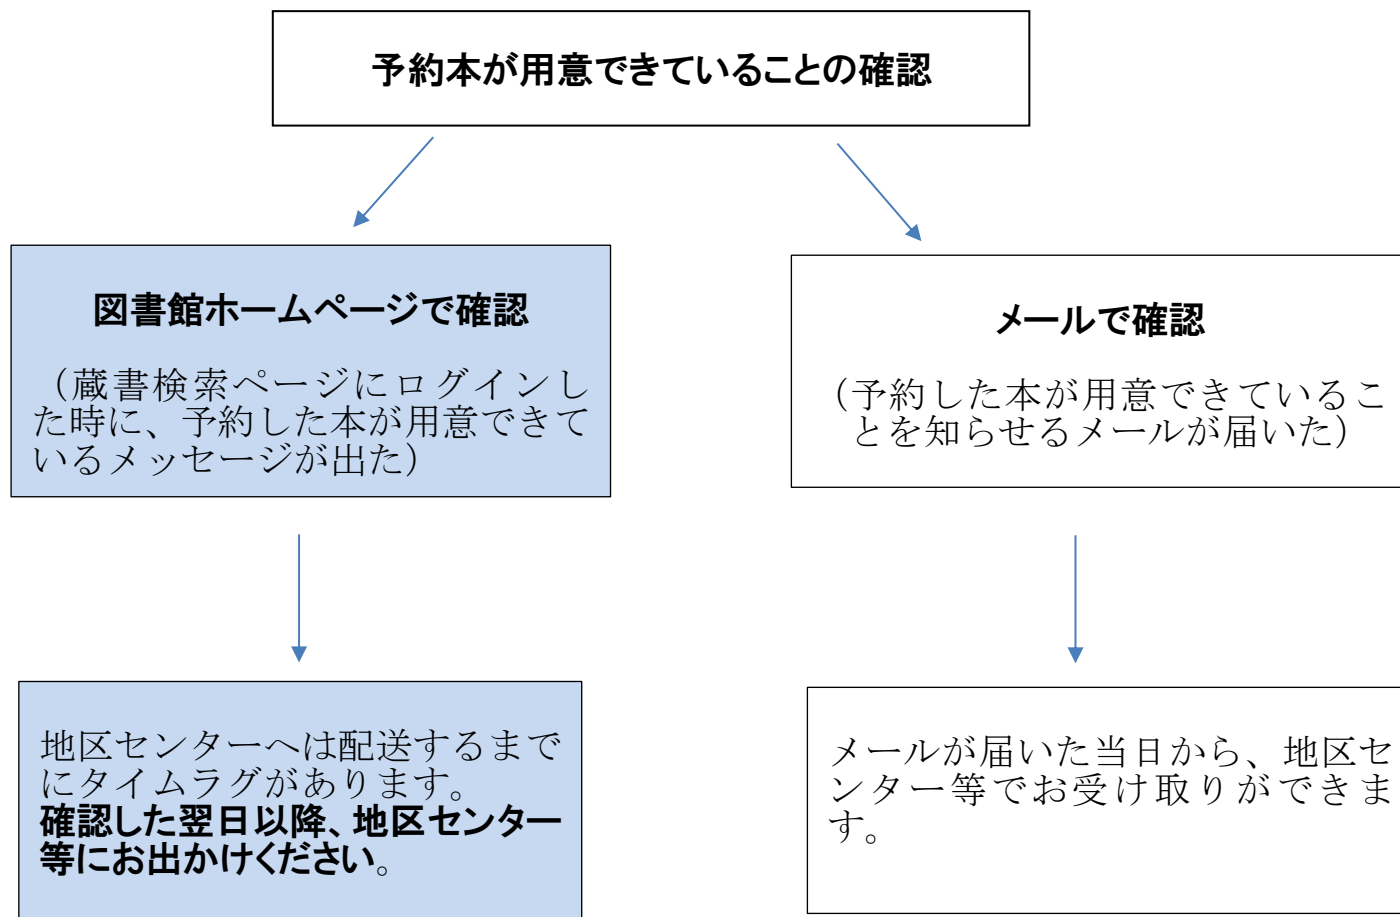 予約本が用意できていることの確認
図書館ホームページで確認
（蔵書検索ページにログインし
た時に、予約した本が用意できて
いるメッセージが出た）
メールで確認
（予約した本が用意できているこ
とを知らせるメールが届いた）
地区センターへは配送するまで
にタイムラグがあります。
確認した翌日以降、地区センター
等にお出かけください。
メールが届いた当日から、地区セ
ンター等でお受け取りができま
す。